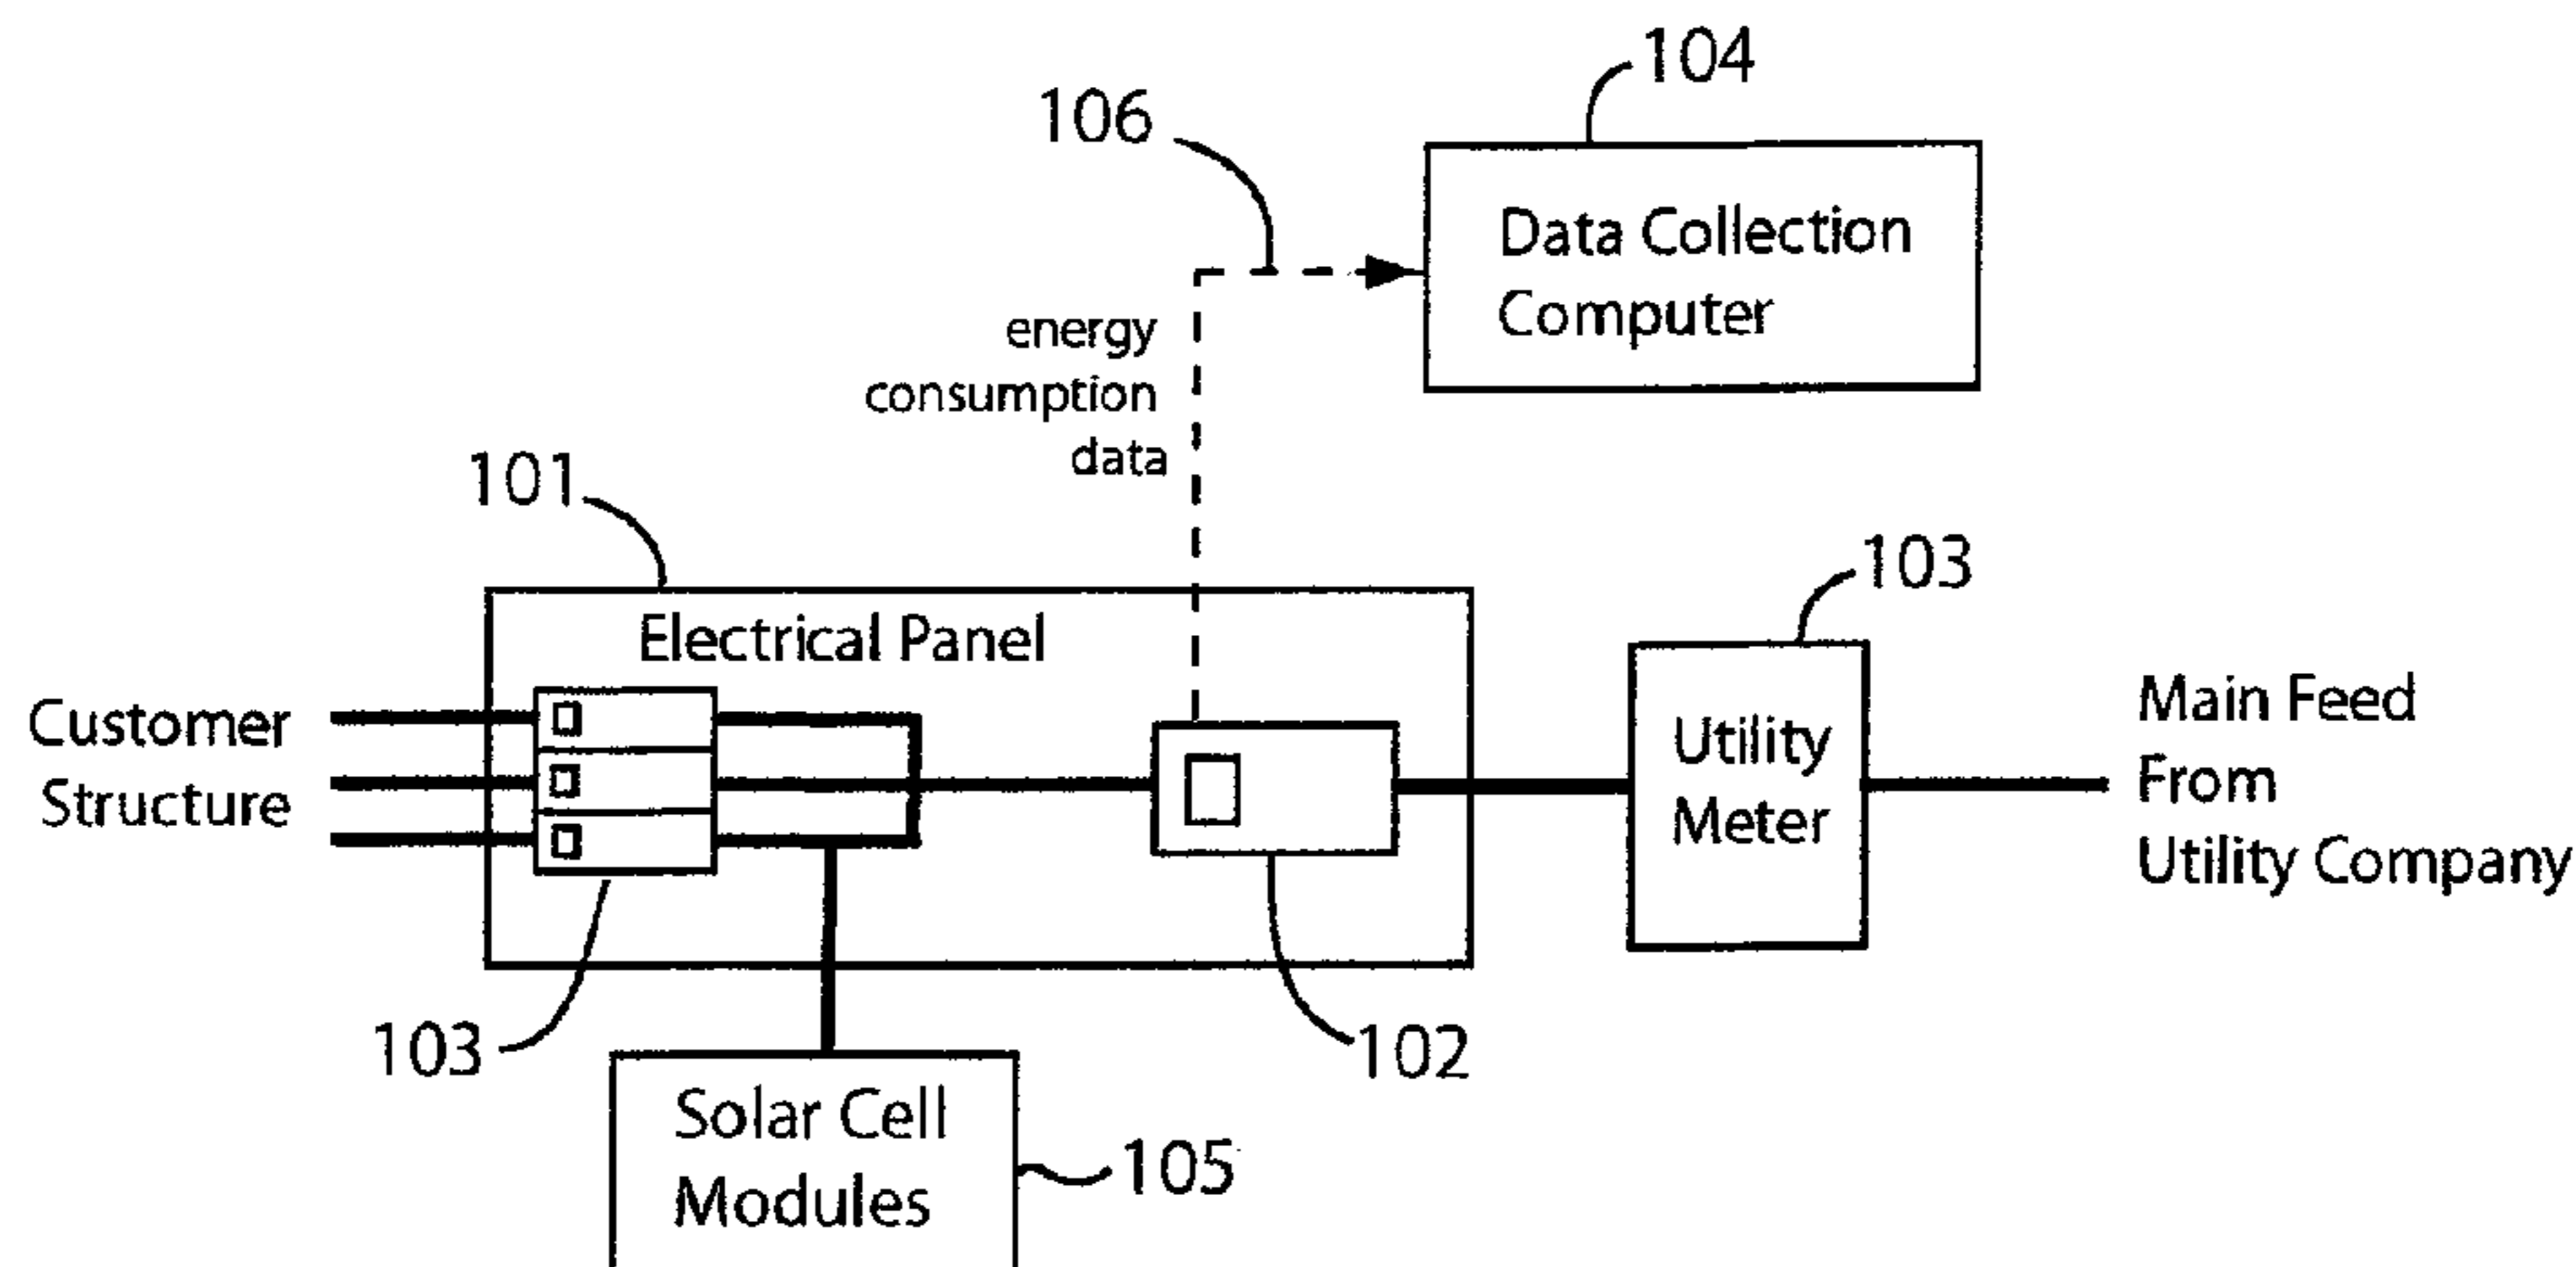 104
106
Data Collection
Computer
energy
consumption
data
101
103
Electrical Panel
Customer
Structure
Utility
Meter
Main Feed
From
Utility Company
103
102
Solar Cell
Modules
105